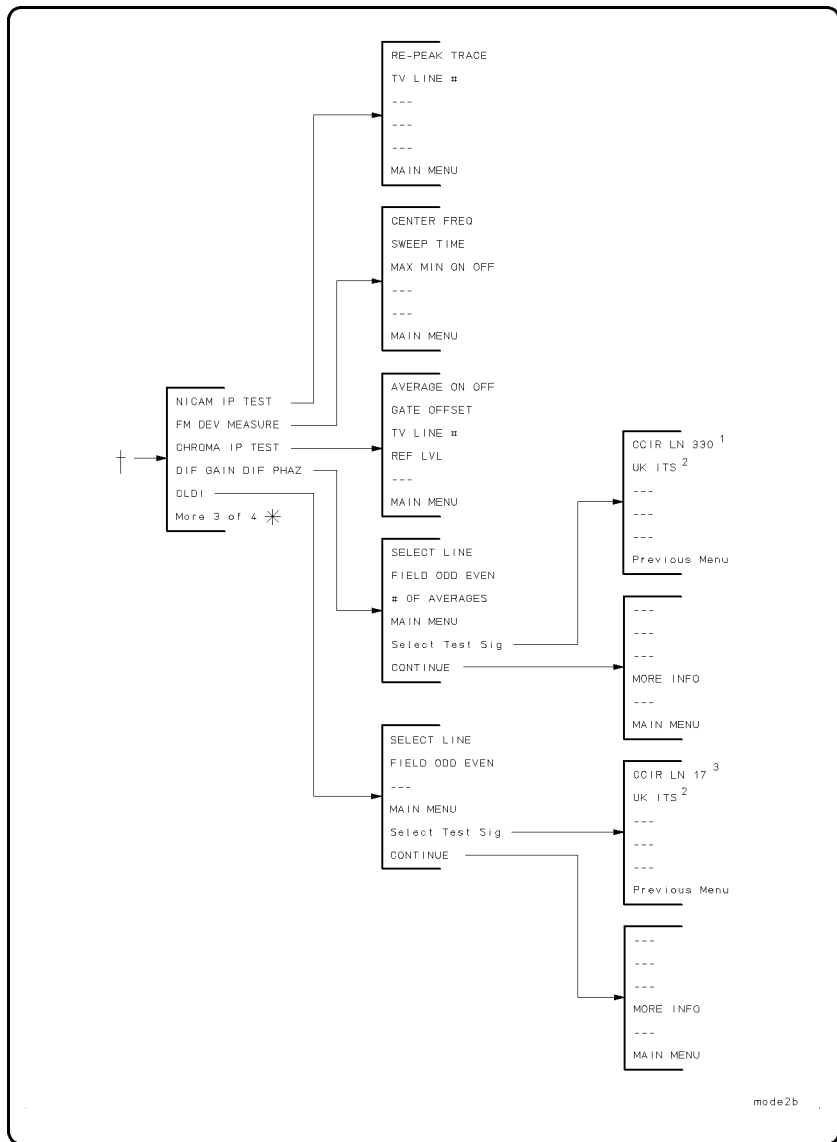 RE-PEAK TRACE
TV LINE #
---
---
---
MAIN MENU
CENTER FREQ
SWEEP TIME
MAX MIN ON OFF
---
---
MAIN MENU
†
NICAM IP TEST
FM DEV MEASURE
CHROMA IP TEST
DIF GAIN DIF PHAZ
CLDI
More 3 of 4 *
AVERAGE ON OFF
GATE OFFSET
TV LINE #
REF LVL
---
MAIN MENU
SELECT LINE
FIELD ODD EVEN
# OF AVERAGES
MAIN MENU
Select Test Sig
CONTINUE
CCIR LN 330 1
UK ITS 2
---
---
---
Previous Menu
---
---
---
MORE INFO
---
MAIN MENU
SELECT LINE
FIELD ODD EVEN
---
MAIN MENU
Select Test Sig
CONTINUE
CCIR LN 17 3
UK ITS 2
---
---
---
Previous Menu
---
---
---
MORE INFO
---
MAIN MENU
mode2b